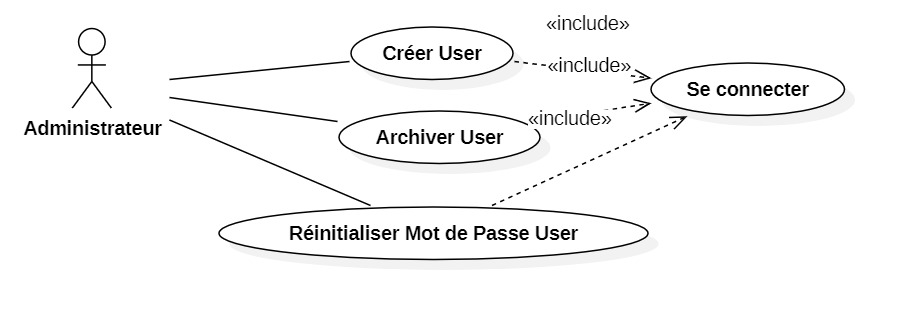 «include»
Créer User
«include»
Se connecter
«include»
Administrateur
Archiver User
Réinitialiser Mot de Passe User